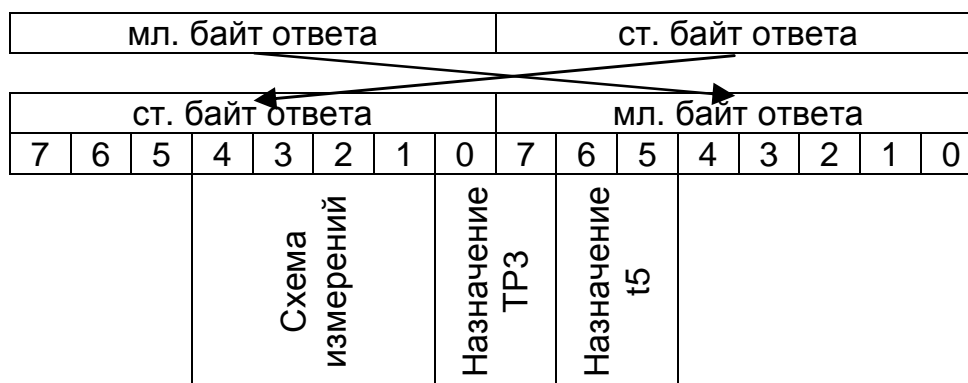 мл. байт ответа ст. байт ответа
ст. байт ответа мл. байт ответа
7 6 5 4 3 2 1 0 7 6 5 4 3 2 1 0
Схема
измерений
Назначение
ТР3
Назначение
t5